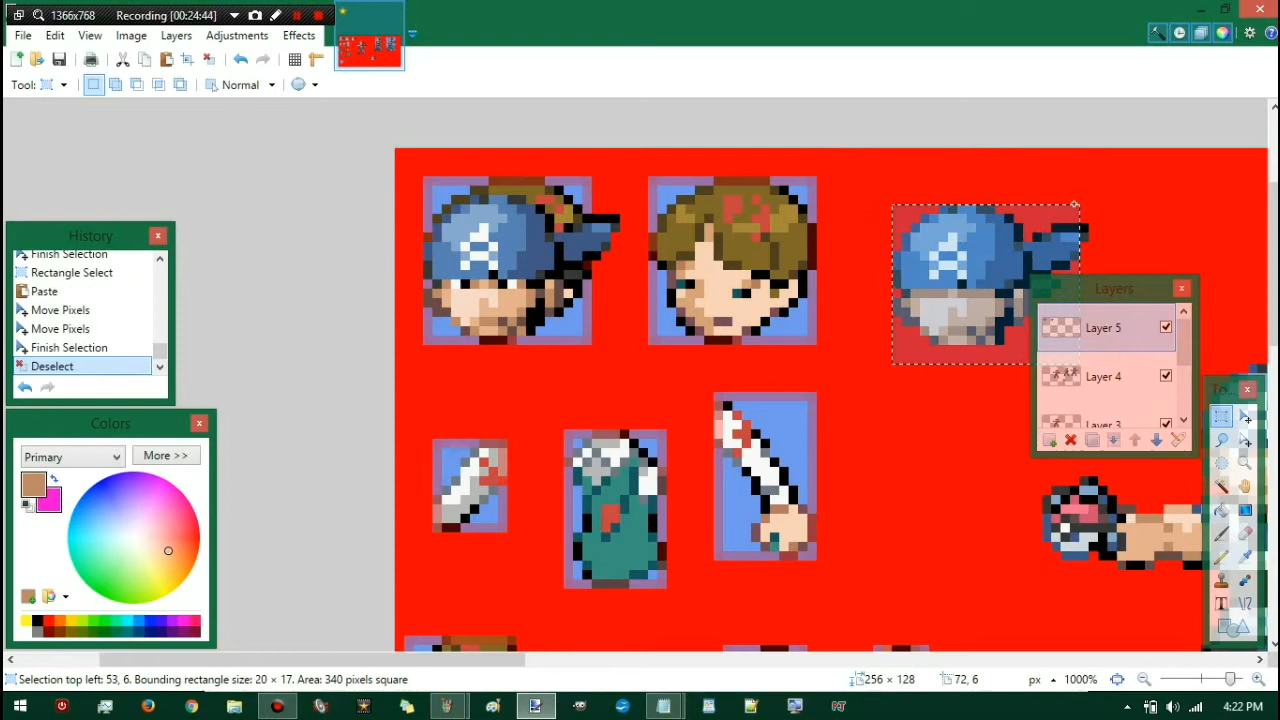 1366x768 Recording [00:24:44]
File Edit View Image Layers Adjustments Effects
Tool: Normal
History
Finish Selection
Rectangle Select
Paste
Move Pixels
Move Pixels
Finish Selection
Deselect
Colors
Primary More >>
A
A
Layers
Layer 5
Layer 4
Layer 3
To...
Selection top left: 53, 6. Bounding rectangle size: 20 × 17. Area: 340 pixels square 256 × 128 72, 6 px 1000%
4:22 PM